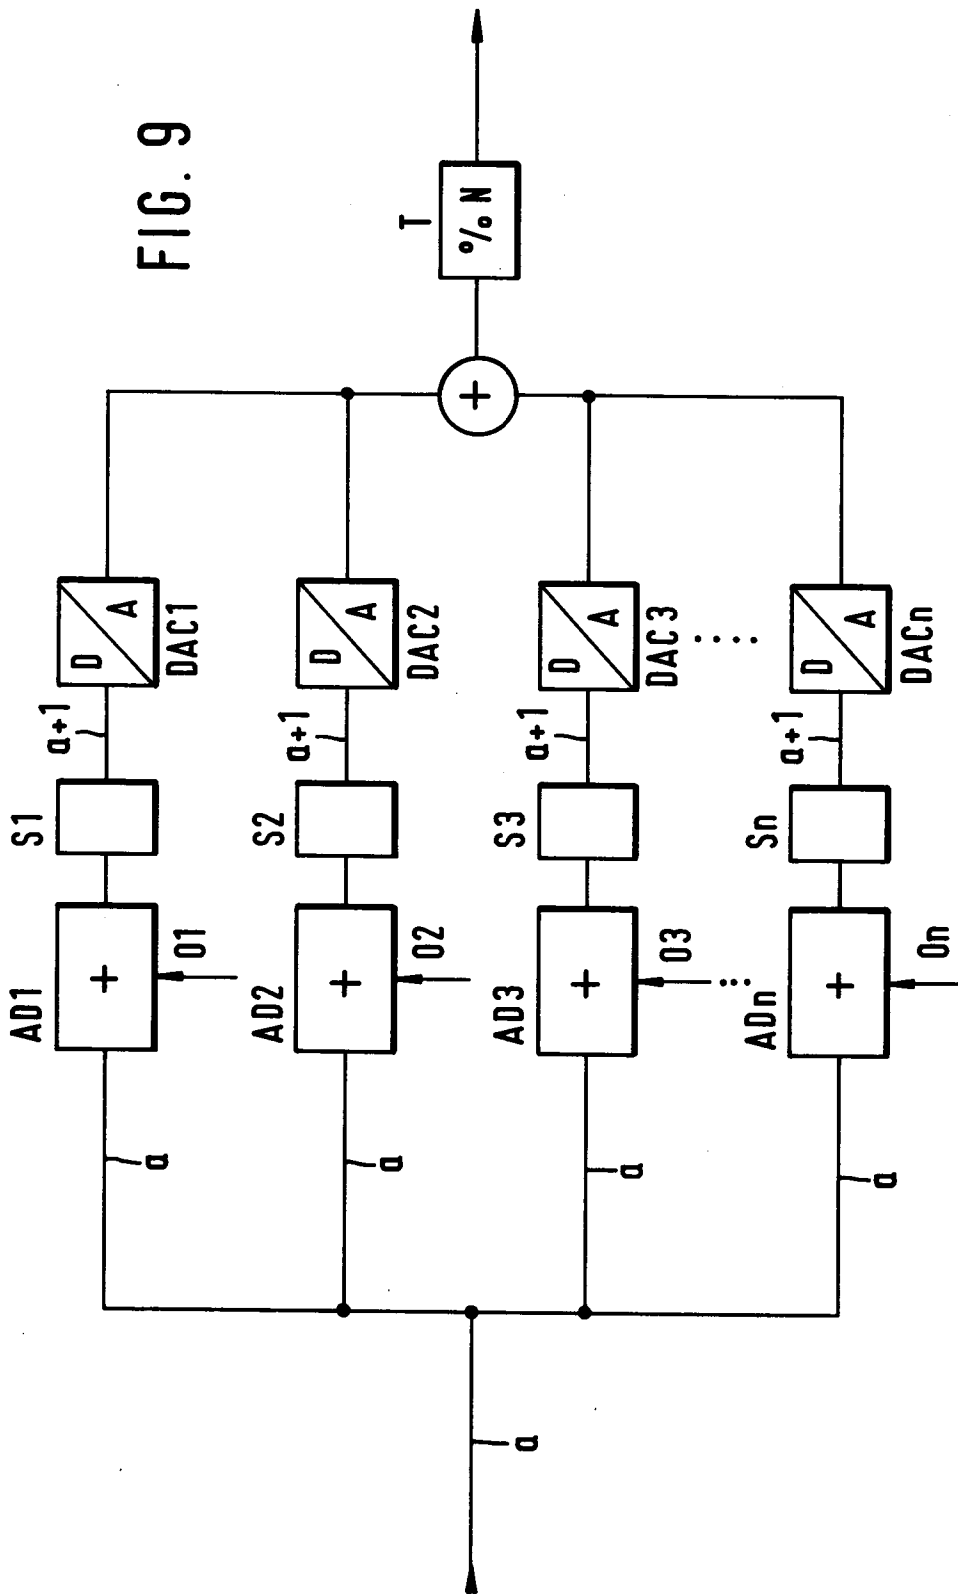 FIG. 9
AD1
S1
a
+
O1
a+1
D
A
DAC1
AD2
S2
a
+
O2
a+1
D
A
DAC2
a
+
T
% N
AD3
S3
a
+
O3
a+1
D
A
DAC3
...
....
ADn
Sn
a
+
On
a+1
D
A
DACn